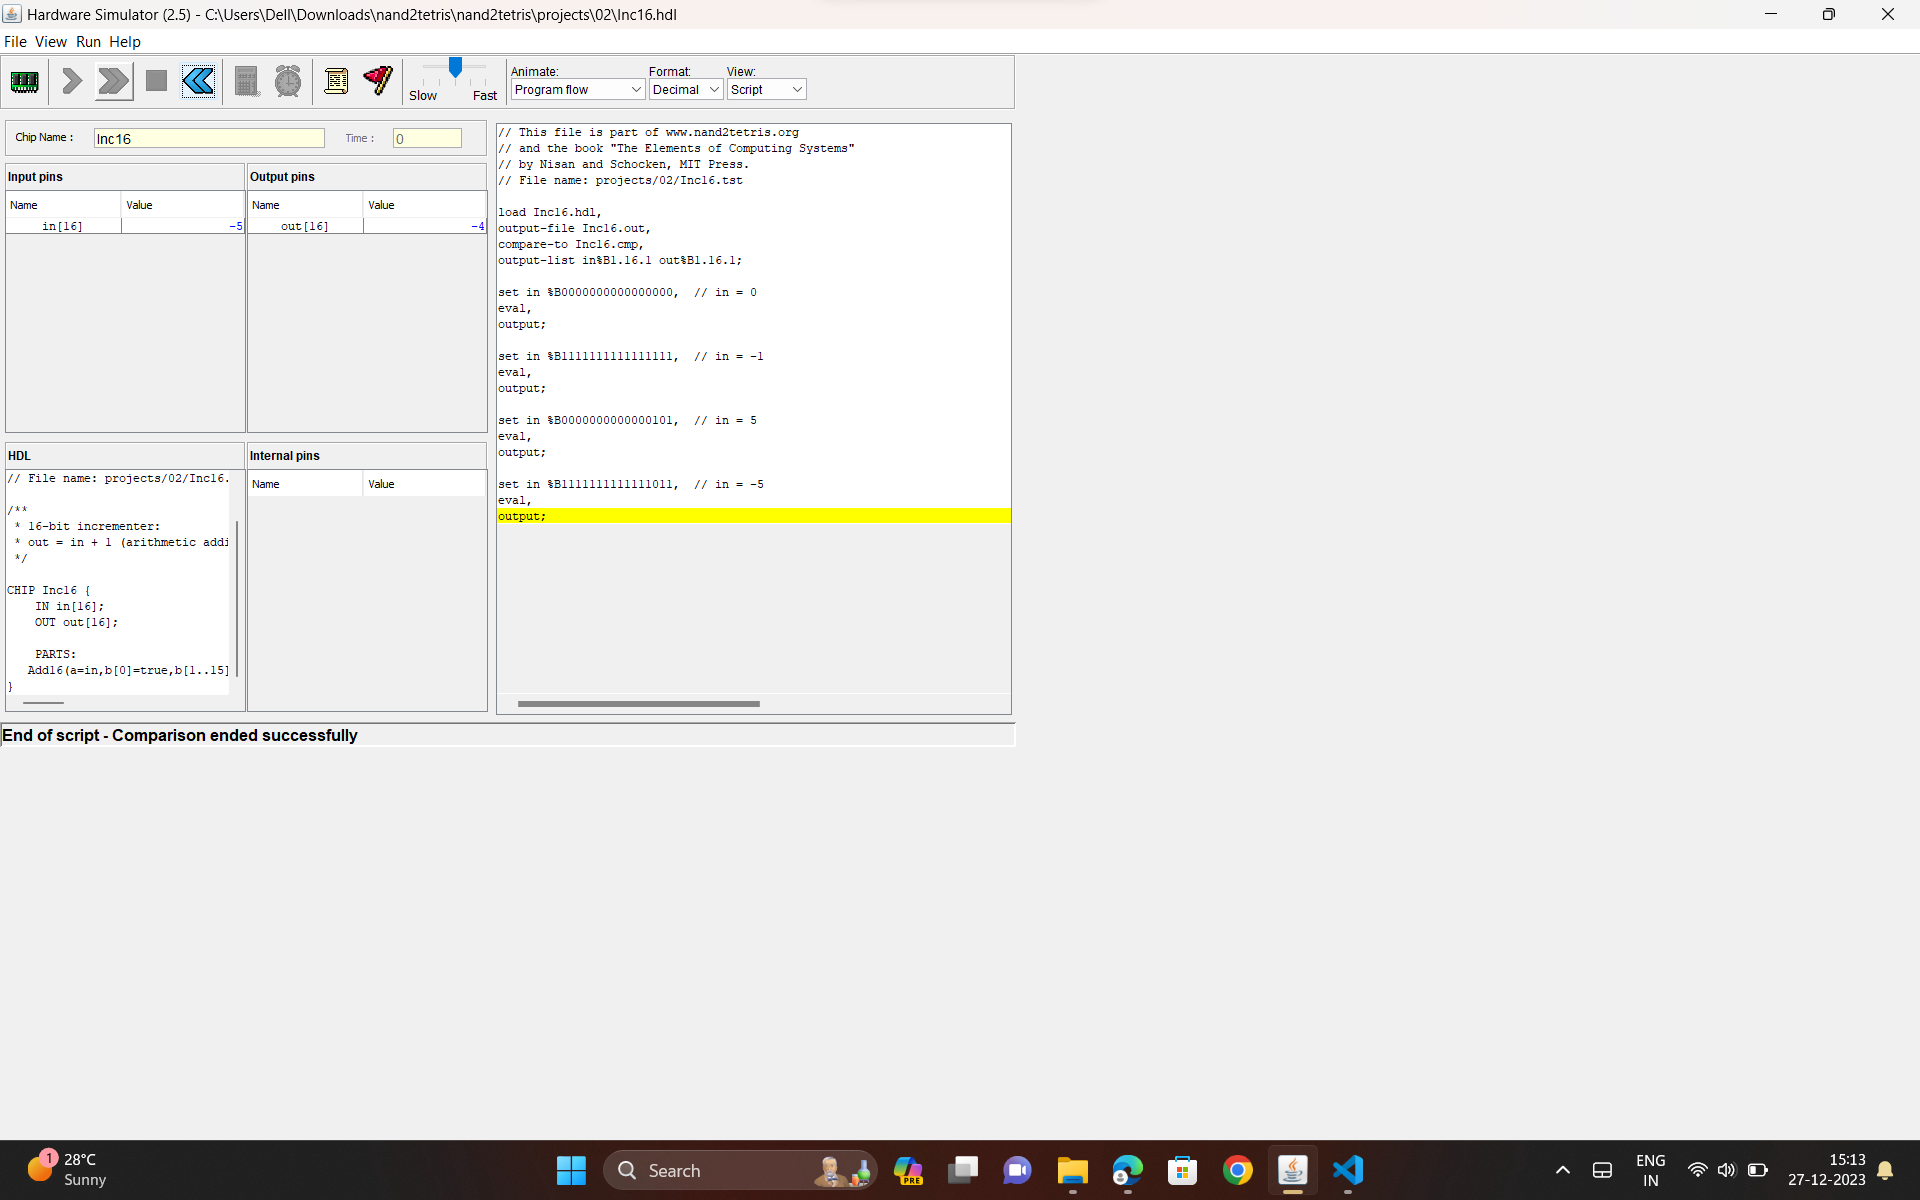 Hardware Simulator (2.5) - C:\Users\Dell\Downloads\nand2tetris\nand2tetris\projects\02\Inc16.hdl
File View Run Help
Slow Fast
Animate: Format: View:
Program flow Decimal Script
Chip Name : Inc16 Time : 0
Input pins
Name Value
in[16] -5
Output pins
Name Value
out[16] -4
HDL
// File name: projects/02/Inc16.
/**
* 16-bit incrementer:
* out = in + 1 (arithmetic addi
*/
CHIP Inc16 {
IN in[16];
OUT out[16];
PARTS:
Add16(a=in,b[0]=true,b[1..15]
}
Internal pins
Name Value
// This file is part of www.nand2tetris.org
// and the book "The Elements of Computing Systems"
// by Nisan and Schocken, MIT Press.
// File name: projects/02/Inc16.tst
load Inc16.hdl,
output-file Inc16.out,
compare-to Inc16.cmp,
output-list in%B1.16.1 out%B1.16.1;
set in %B0000000000000000,  // in = 0
eval,
output;
set in %B1111111111111111,  // in = -1
eval,
output;
set in %B0000000000000101,  // in = 5
eval,
output;
set in %B1111111111111011,  // in = -5
eval,
output;
End of script - Comparison ended successfully
1
28°C
Sunny
Search
PRE
ENG
IN
15:13
27-12-2023